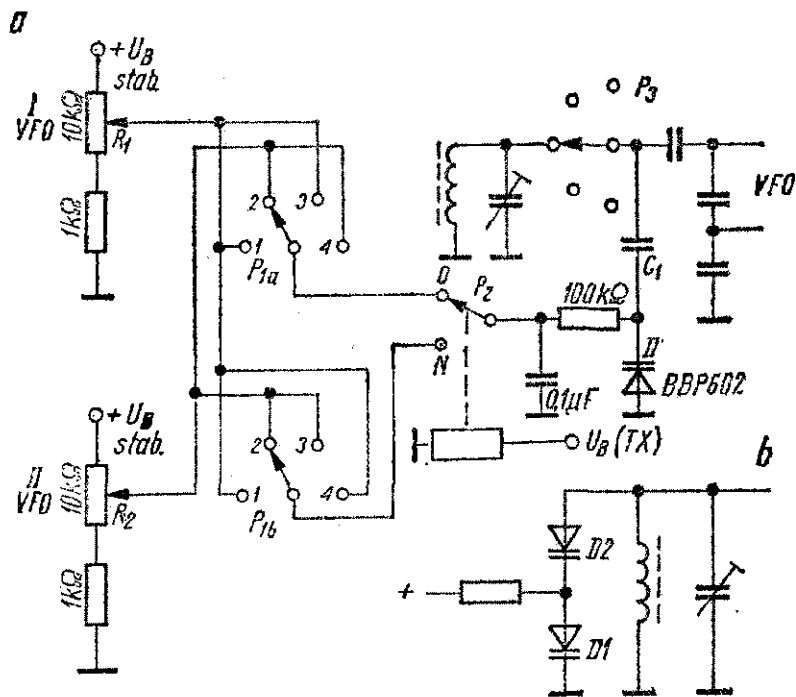 a
+ U_B
stab.
I
VFO
10kΩ
R₁
1kΩ
2
3
1
4
P₁ₐ
P₃
VFO
C₁
O
P₂
100kΩ
N
0,1µF
D
BBP602
U_B (TX)
+ U_B
stab.
II
VFO
10kΩ
R₂
1kΩ
2
3
1
4
P₁b
b
D2
+
D1